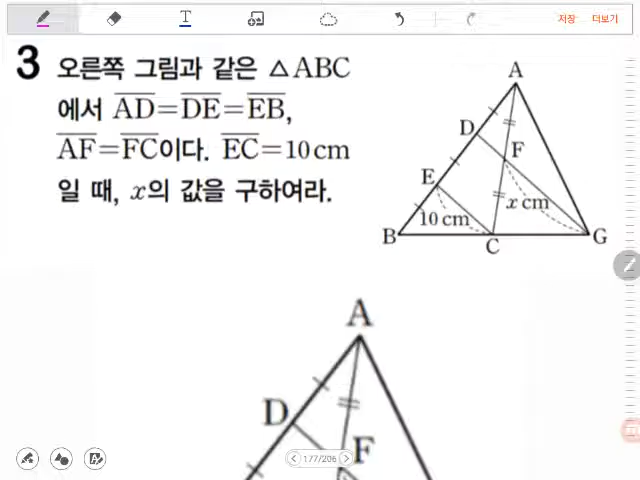 저장 더보기
3 오른쪽 그림과 같은 △ABC
에서 AD=DE=EB,
AF=FC이다. EC=10 cm
일 때, x의 값을 구하여라.
A
D
F
E
x cm
10 cm
B
C
G
A
D
F
177/206